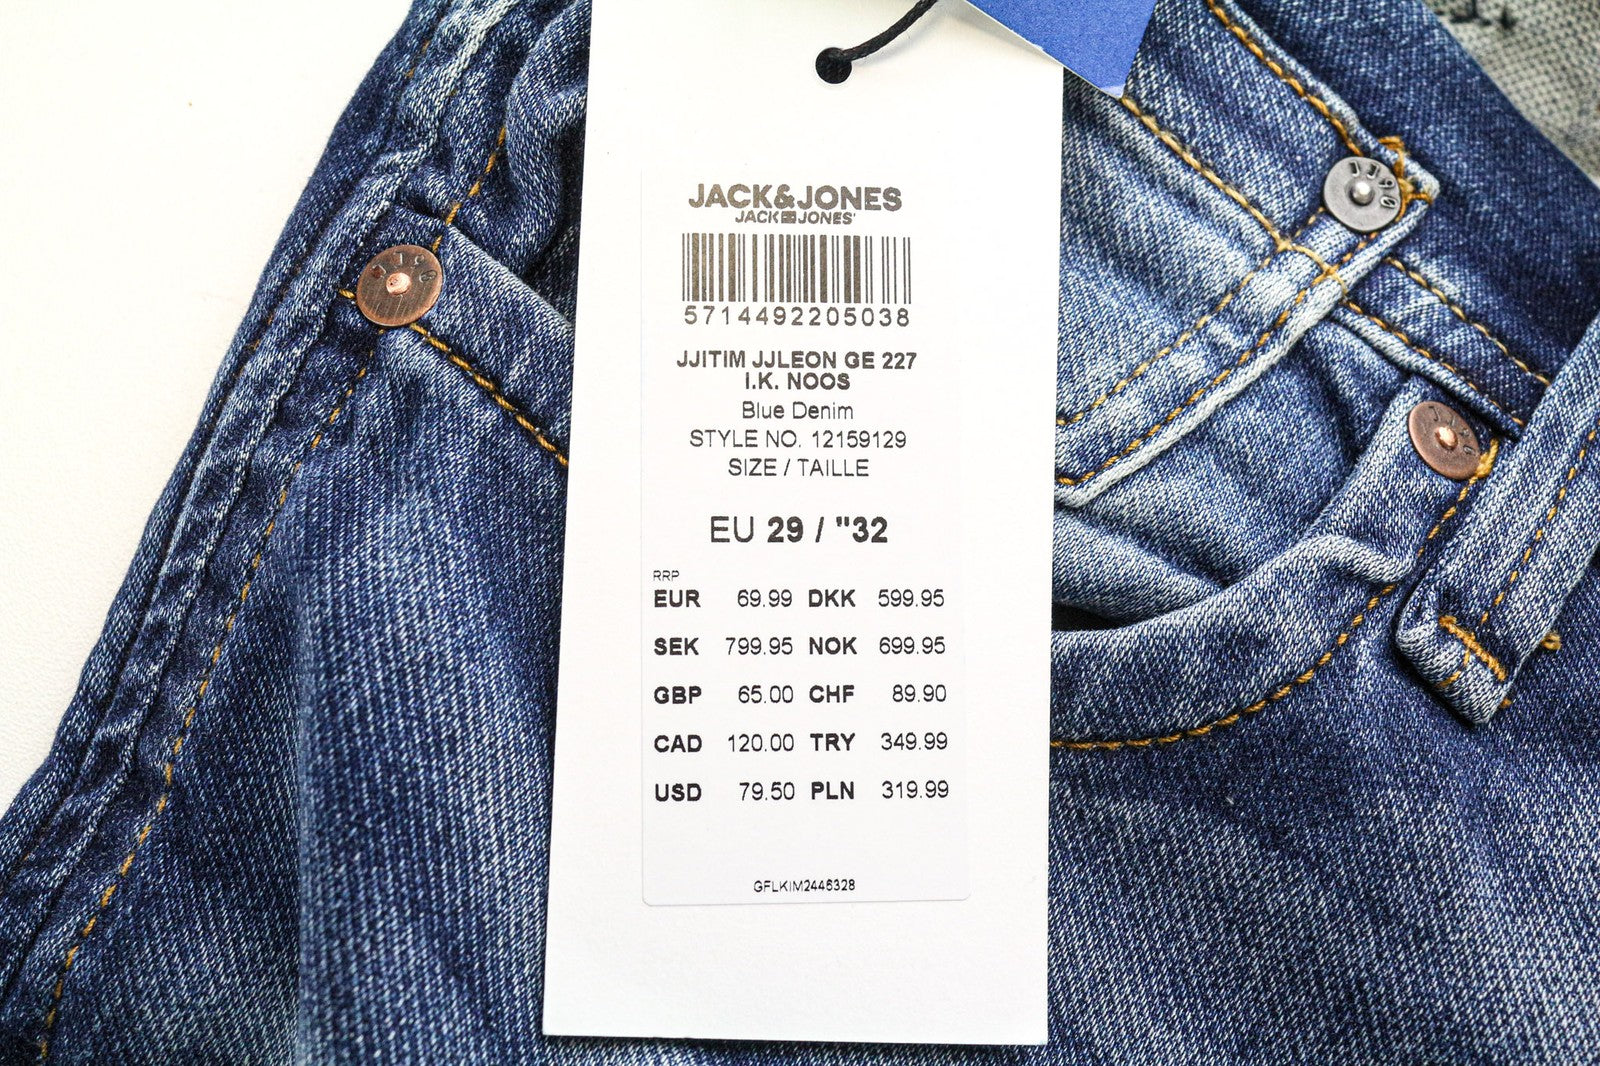 JACK&JONES
JACK&JONES'
5714492205038
JJITIM JJLEON GE 227
I.K. NOOS
Blue Denim
STYLE NO. 12159129
SIZE / TAILLE
EU 29 / "32
RRP
EUR 69.99 DKK 599.95
SEK 799.95 NOK 699.95
GBP 65.00 CHF 89.90
CAD 120.00 TRY 349.99
USD 79.50 PLN 319.99
GFLKIM2446328